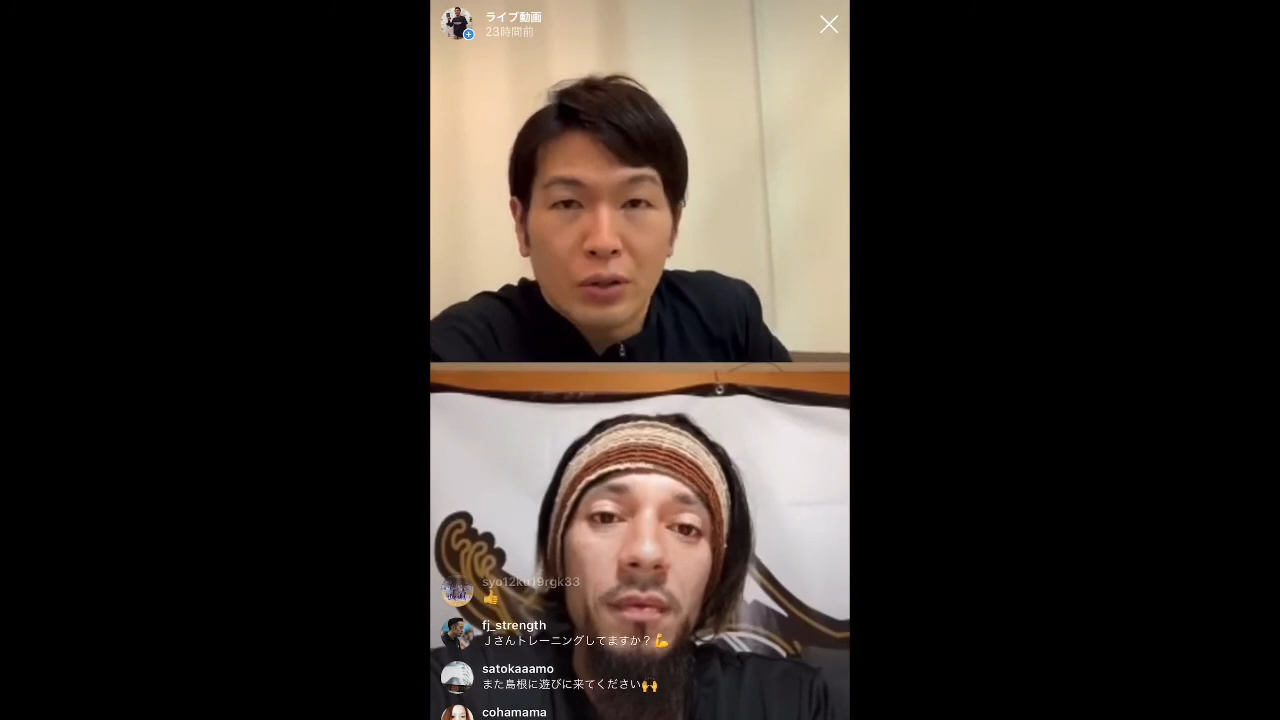 ライブ動画
23時間前
syo12ku19rgk33
👍
fj_strength
Jさんトレーニングしてますか？💪
satokaaamo
また島根に遊びに来てください🙌
cohamama